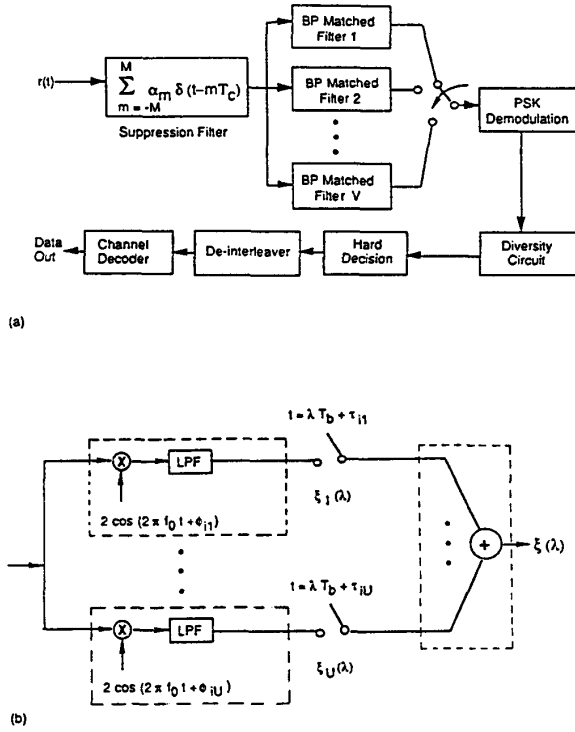 r(t)
M
∑ α_m δ (t–mT_c)
m = -M
Suppression Filter
BP Matched
Filter 1
BP Matched
Filter 2
BP Matched
Filter V
PSK
Demodulation
Data
Out
Channel
Decoder
De-interleaver
Hard
Decision
Diversity
Circuit
(a)
X
LPF
2 cos (2 π f_0 t + ϕ_i1)
t = λ T_b + τ_i1
ξ_1 (λ)
+
ξ (λ)
X
LPF
2 cos (2 π f_0 t + ϕ_iU)
t = λ T_b + τ_iU
ξ_U (λ)
(b)